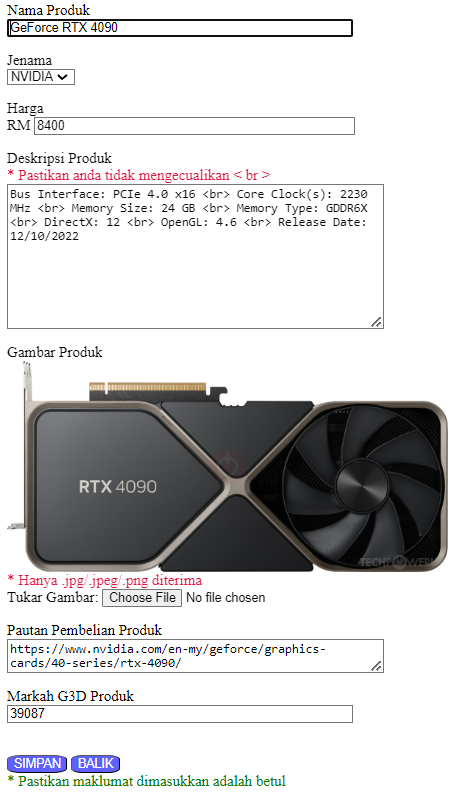 Nama Produk
GeForce RTX 4090
Jenama
NVIDIA
Harga
RM 8400
Deskripsi Produk
* Pastikan anda tidak mengecualikan < br >
Bus Interface: PCIe 4.0 x16 <br> Core Clock(s): 2230
MHz <br> Memory Size: 24 GB <br> Memory Type: GDDR6X
<br> DirectX: 12 <br> OpenGL: 4.6 <br> Release Date:
12/10/2022
Gambar Produk
RTX 4090
TECHPOWERUP
* Hanya .jpg/.jpeg/.png diterima
Tukar Gambar: Choose File No file chosen
Pautan Pembelian Produk
https://www.nvidia.com/en-my/geforce/graphics-
cards/40-series/rtx-4090/
Markah G3D Produk
39087
SIMPAN BALIK
* Pastikan maklumat dimasukkan adalah betul